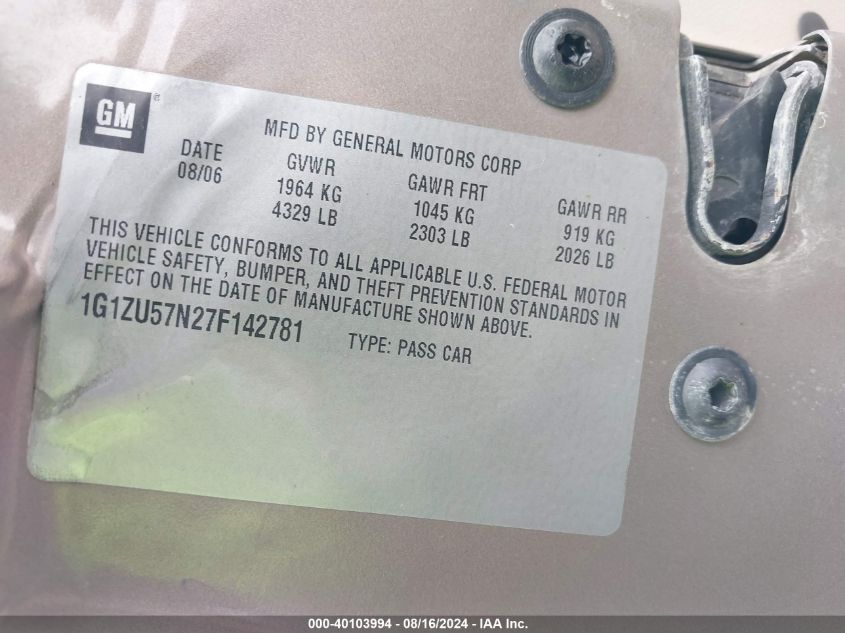 GM
MFD BY GENERAL MOTORS CORP
DATE GVWR GAWR FRT GAWR RR
08/06 1964 KG 1045 KG 919 KG
4329 LB 2303 LB 2026 LB
THIS VEHICLE CONFORMS TO ALL APPLICABLE U.S. FEDERAL MOTOR
VEHICLE SAFETY, BUMPER, AND THEFT PREVENTION STANDARDS IN
EFFECT ON THE DATE OF MANUFACTURE SHOWN ABOVE.
1G1ZU57N27F142781 TYPE: PASS CAR
000-40103994 - 08/16/2024 - IAA Inc.